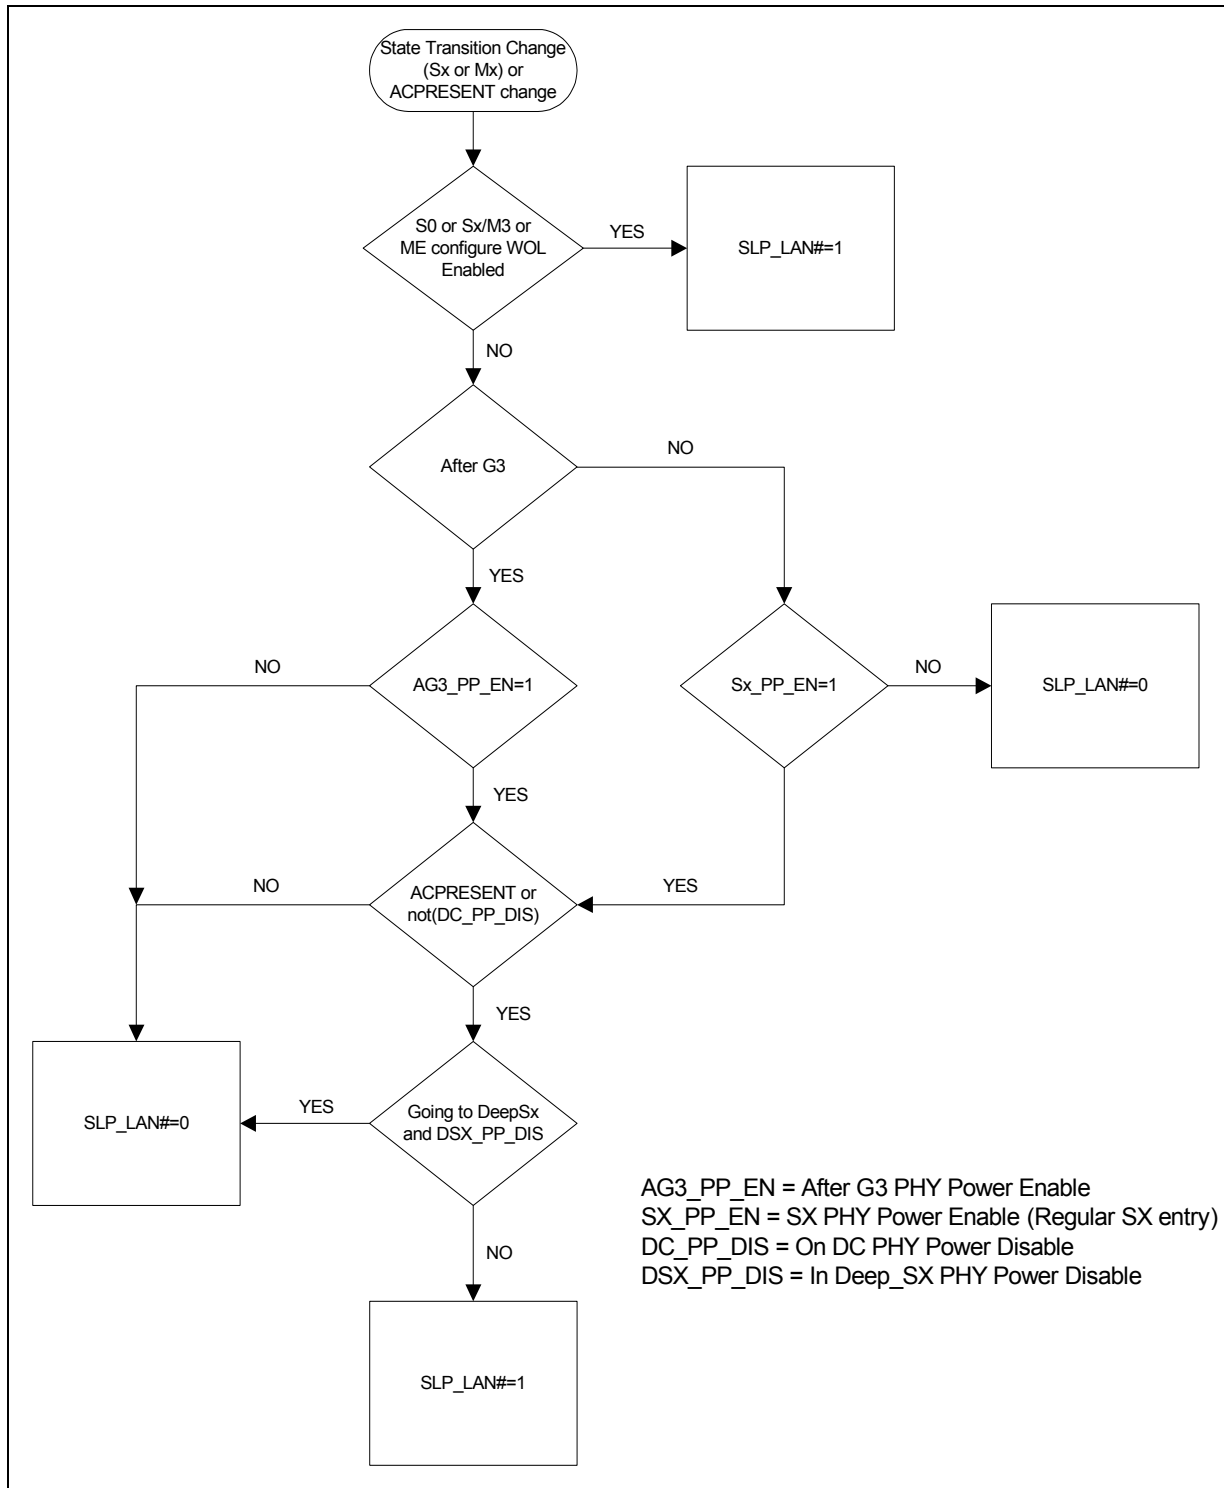 State Transition Change
(Sx or Mx) or
ACPRESENT change
S0 or Sx/M3 or
ME configure WOL
Enabled
YES
SLP_LAN#=1
NO
After G3
NO
YES
AG3_PP_EN=1
NO
Sx_PP_EN=1
NO
SLP_LAN#=0
YES
ACPRESENT or
not(DC_PP_DIS)
NO
YES
YES
Going to DeepSx
and DSX_PP_DIS
YES
SLP_LAN#=0
NO
SLP_LAN#=1
AG3_PP_EN = After G3 PHY Power Enable
SX_PP_EN = SX PHY Power Enable (Regular SX entry)
DC_PP_DIS = On DC PHY Power Disable
DSX_PP_DIS = In Deep_SX PHY Power Disable